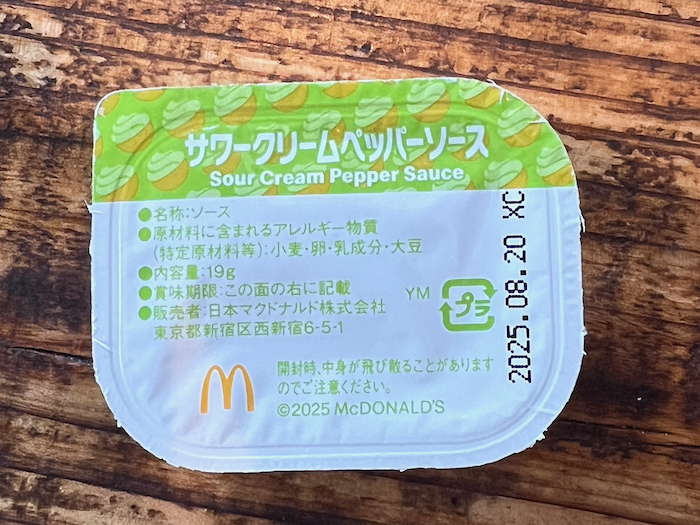 サワークリームペッパーソース
Sour Cream Pepper Sauce
●名称:ソース
●原材料に含まれるアレルギー物質
(特定原材料等):小麦・卵・乳成分・大豆
●内容量:19g
●賞味期限:この面の右に記載
●販売者:日本マクドナルド株式会社
東京都新宿区西新宿6-5-1
YM
プラ
2025.08.20 XC
開封時、中身が飛び散ることがあります
のでご注意ください。
©2025 McDONALD'S